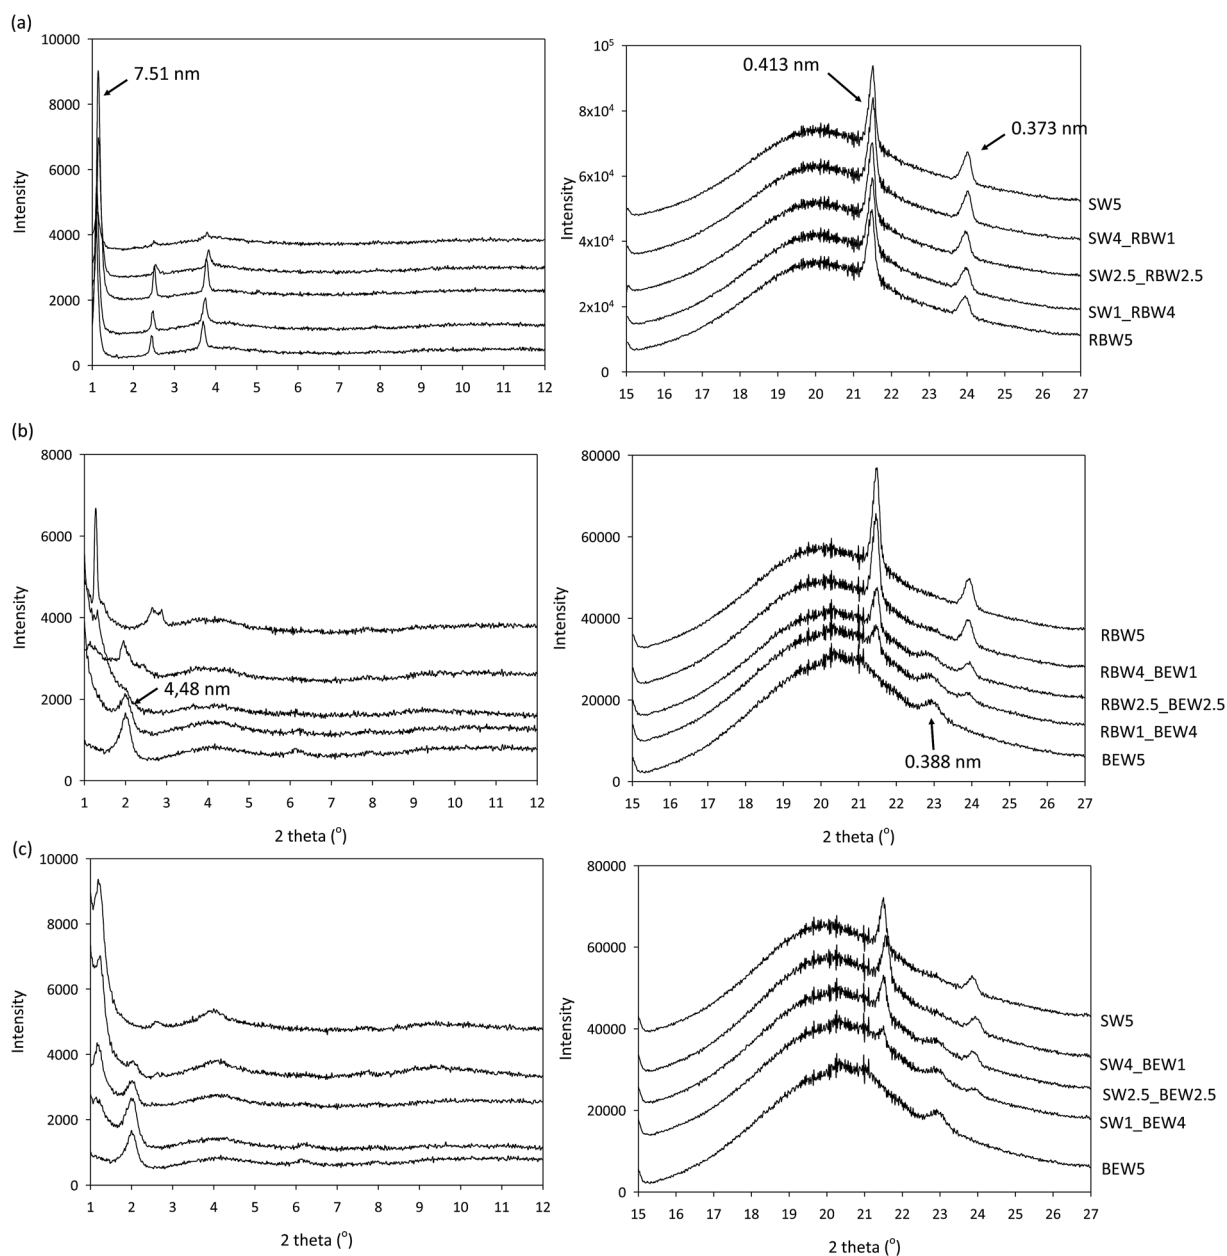 (a)
10000
8000
6000
4000
2000
0
Intensity
7.51 nm
1 2 3 4 5 6 7 8 9 10 11 12
10⁵
8x10⁴
6x10⁴
4x10⁴
2x10⁴
0
Intensity
0.413 nm
0.373 nm
SW5
SW4_RBW1
SW2.5_RBW2.5
SW1_RBW4
RBW5
15 16 17 18 19 20 21 22 23 24 25 26 27
(b)
8000
6000
4000
2000
0
Intensity
4,48 nm
1 2 3 4 5 6 7 8 9 10 11 12
2 theta (°)
80000
60000
40000
20000
0
Intensity
0.388 nm
RBW5
RBW4_BEW1
RBW2.5_BEW2.5
RBW1_BEW4
BEW5
15 16 17 18 19 20 21 22 23 24 25 26 27
2 theta (°)
(c)
10000
8000
6000
4000
2000
0
Intensity
1 2 3 4 5 6 7 8 9 10 11 12
2 theta (°)
80000
60000
40000
20000
0
Intensity
SW5
SW4_BEW1
SW2.5_BEW2.5
SW1_BEW4
BEW5
15 16 17 18 19 20 21 22 23 24 25 26 27
2 theta (°)